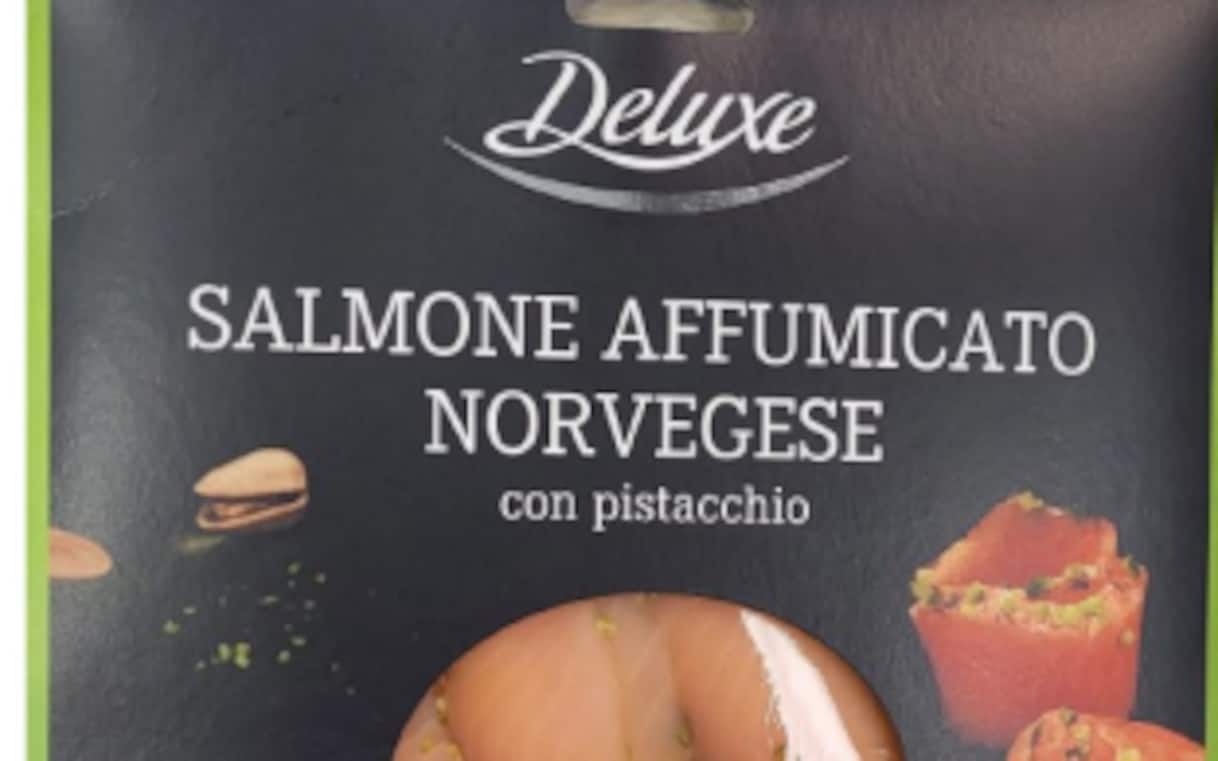 Deluxe
SALMONE AFFUMICATO
NORVEGESE
con pistacchio